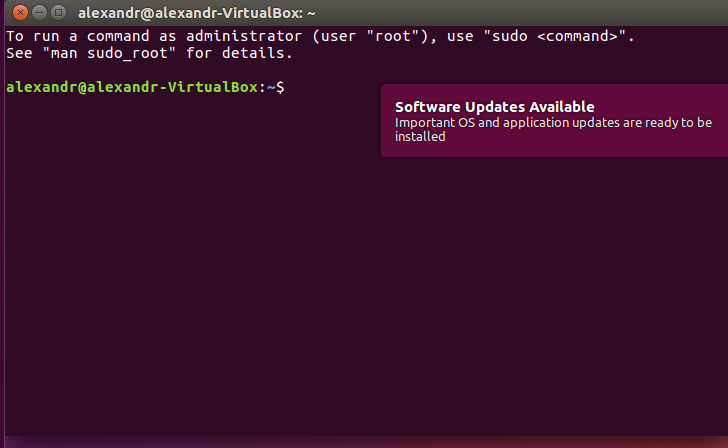 alexandr@alexandr-VirtualBox: ~
To run a command as administrator (user "root"), use "sudo <command>".
See "man sudo_root" for details.
alexandr@alexandr-VirtualBox:~$
Software Updates Available
Important OS and application updates are ready to be
installed